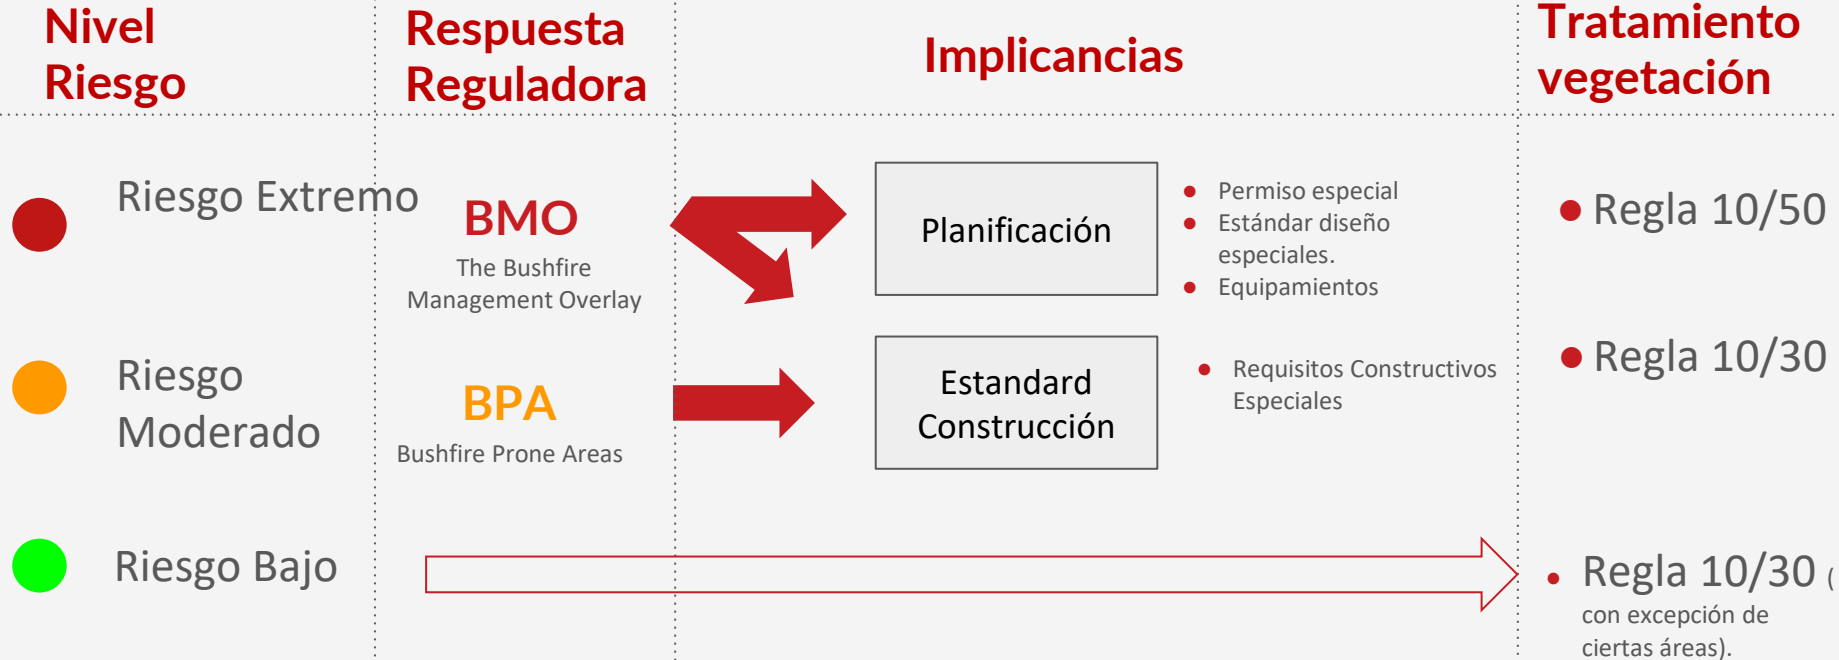 Nivel
Riesgo
Respuesta
Reguladora
Implicancias
Tratamiento
vegetación
Riesgo Extremo
BMO
The Bushfire
Management Overlay
Planificación
● Permiso especial
● Estándar diseño
especiales.
● Equipamientos
● Regla 10/50
Riesgo
Moderado
BPA
Bushfire Prone Areas
Estandard
Construcción
● Requisitos Constructivos
Especiales
● Regla 10/30
Riesgo Bajo
● Regla 10/30 (
con excepción de
ciertas áreas).